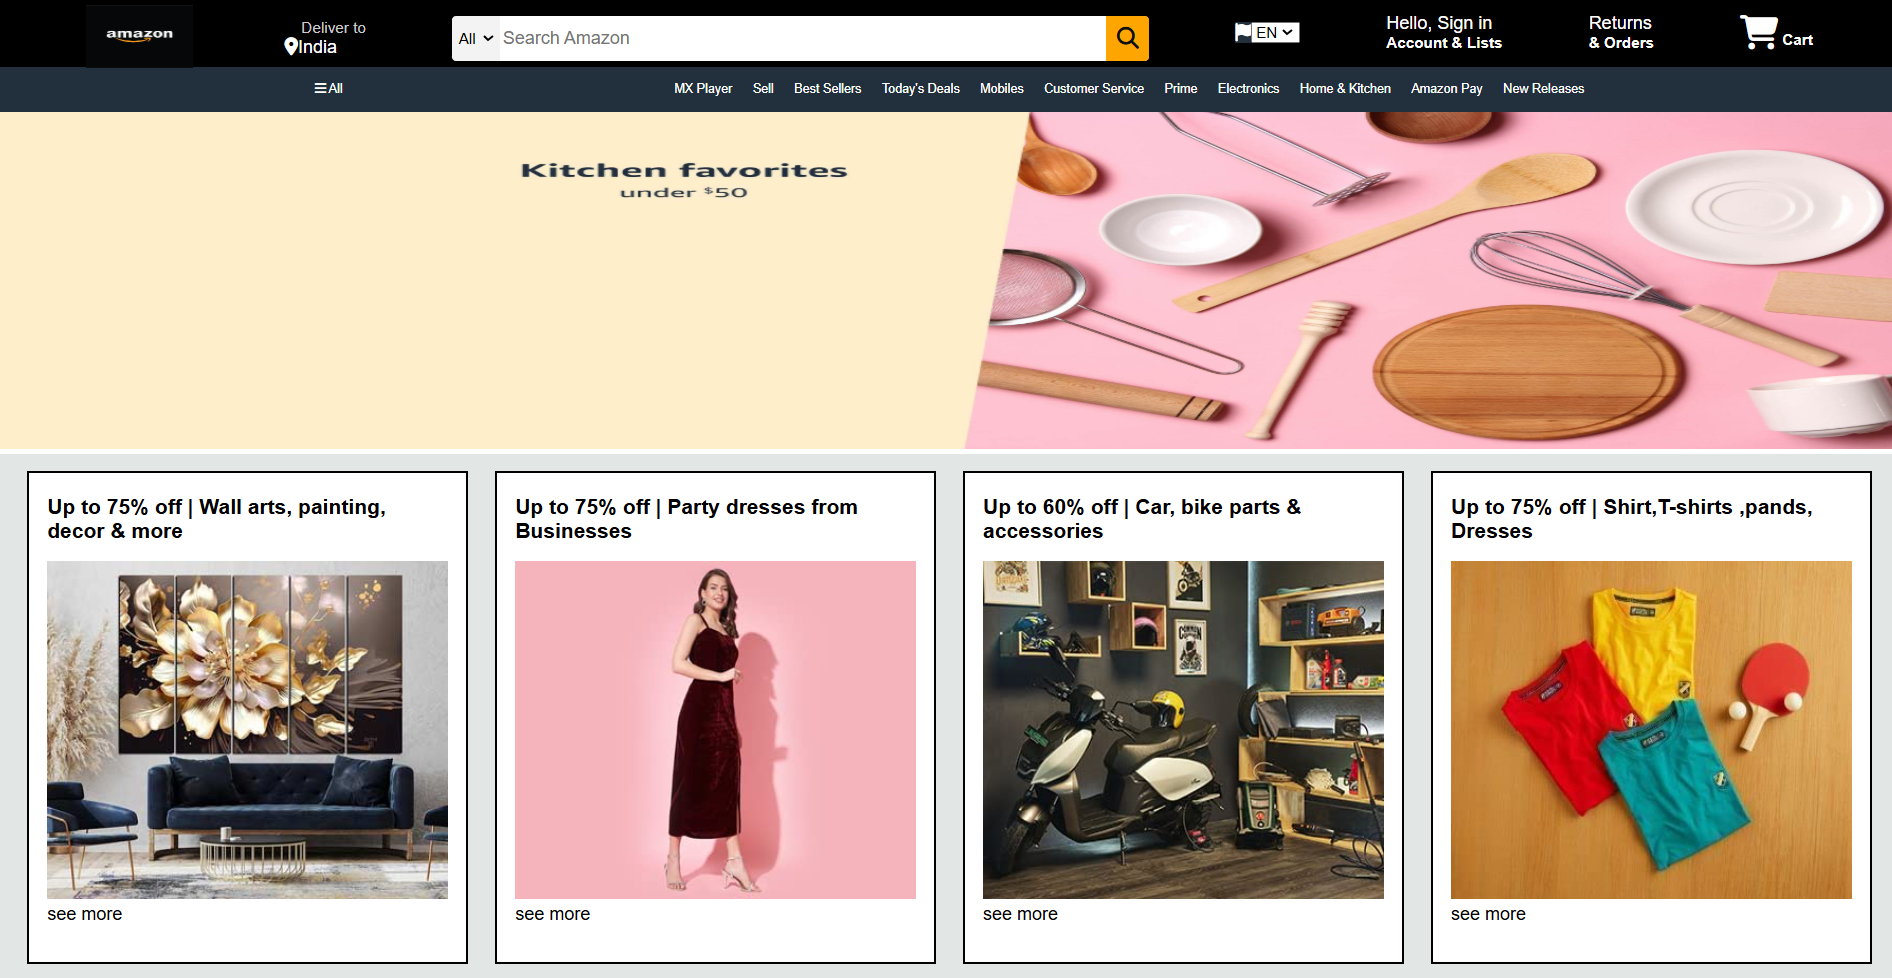 amazon
Deliver to
India
All
Search Amazon
EN
Hello, Sign in
Account & Lists
Returns
& Orders
Cart
All
MX Player
Sell
Best Sellers
Today's Deals
Mobiles
Customer Service
Prime
Electronics
Home & Kitchen
Amazon Pay
New Releases
Kitchen favorites
under $50
Up to 75% off | Wall arts, painting,
decor & more
see more
Up to 75% off | Party dresses from
Businesses
see more
Up to 60% off | Car, bike parts &
accessories
see more
Up to 75% off | Shirt,T-shirts ,pands,
Dresses
see more